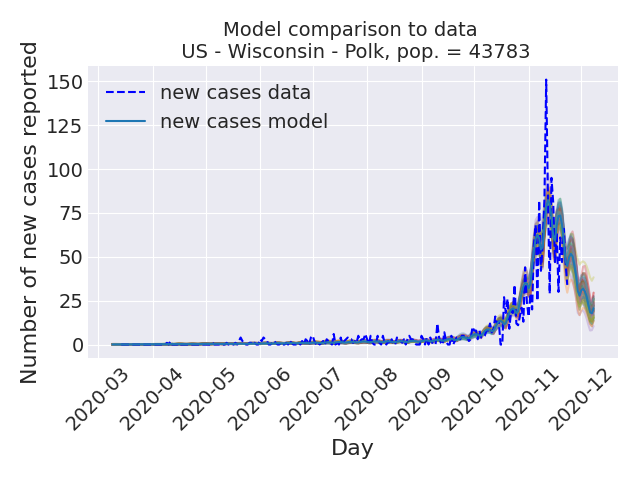 Model comparison to data
US - Wisconsin - Polk, pop. = 43783
Number of new cases reported
150
125
100
75
50
25
0
new cases data
new cases model
2020-03
2020-04
2020-05
2020-06
2020-07
2020-08
2020-09
2020-10
2020-11
2020-12
Day